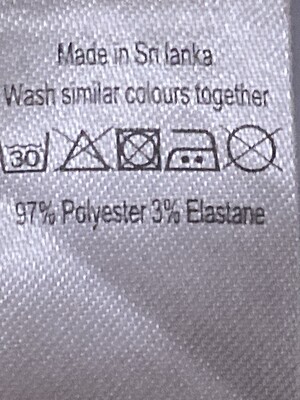 Made in Sri lanka
Wash similar colours together
30
97% Polyester 3% Elastane